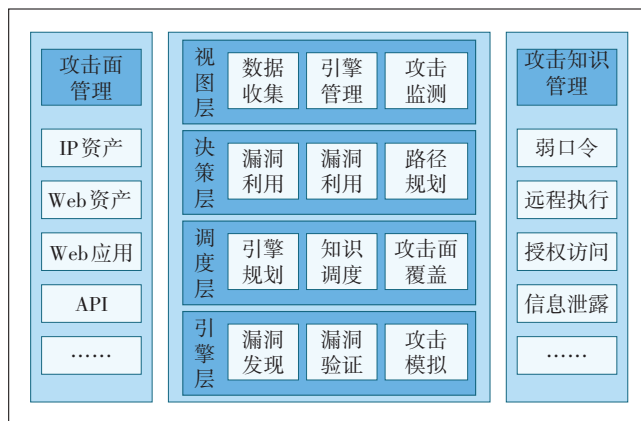 攻击面
管理
IP资产
Web资产
Web应用
API
……
视图层
数据
收集
引擎
管理
攻击
监测
决策层
漏洞
利用
漏洞
利用
路径
规划
调度层
引擎
规划
知识
调度
攻击面
覆盖
引擎层
漏洞
发现
漏洞
验证
攻击
模拟
攻击知识
管理
弱口令
远程执行
授权访问
信息泄露
……